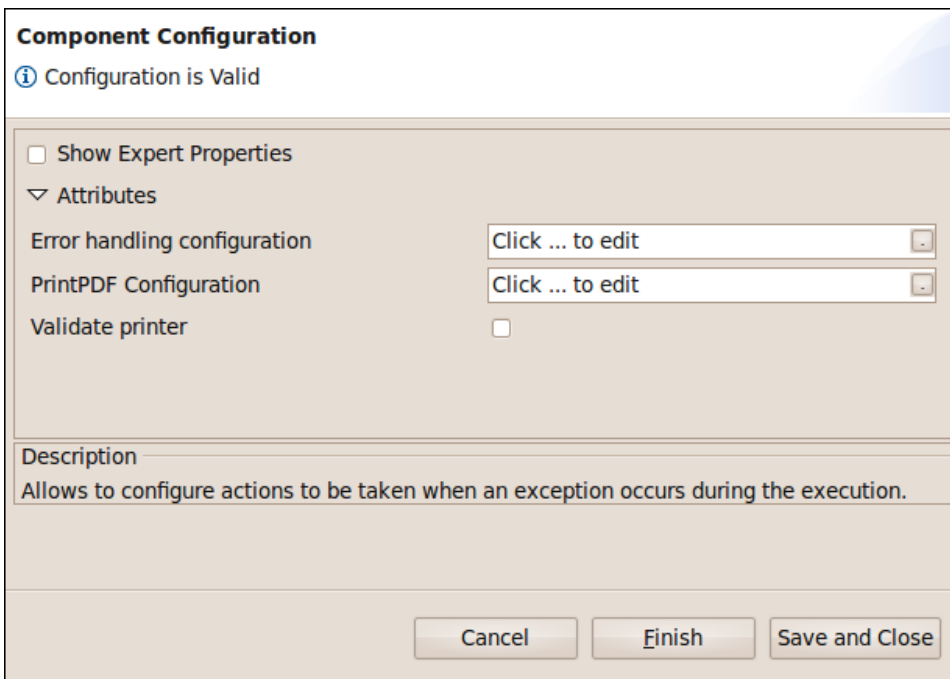 Component Configuration
Configuration is Valid
Show Expert Properties
Attributes
Error handling configuration Click ... to edit .
PrintPDF Configuration Click ... to edit .
Validate printer
Description
Allows to configure actions to be taken when an exception occurs during the execution.
Cancel Finish Save and Close